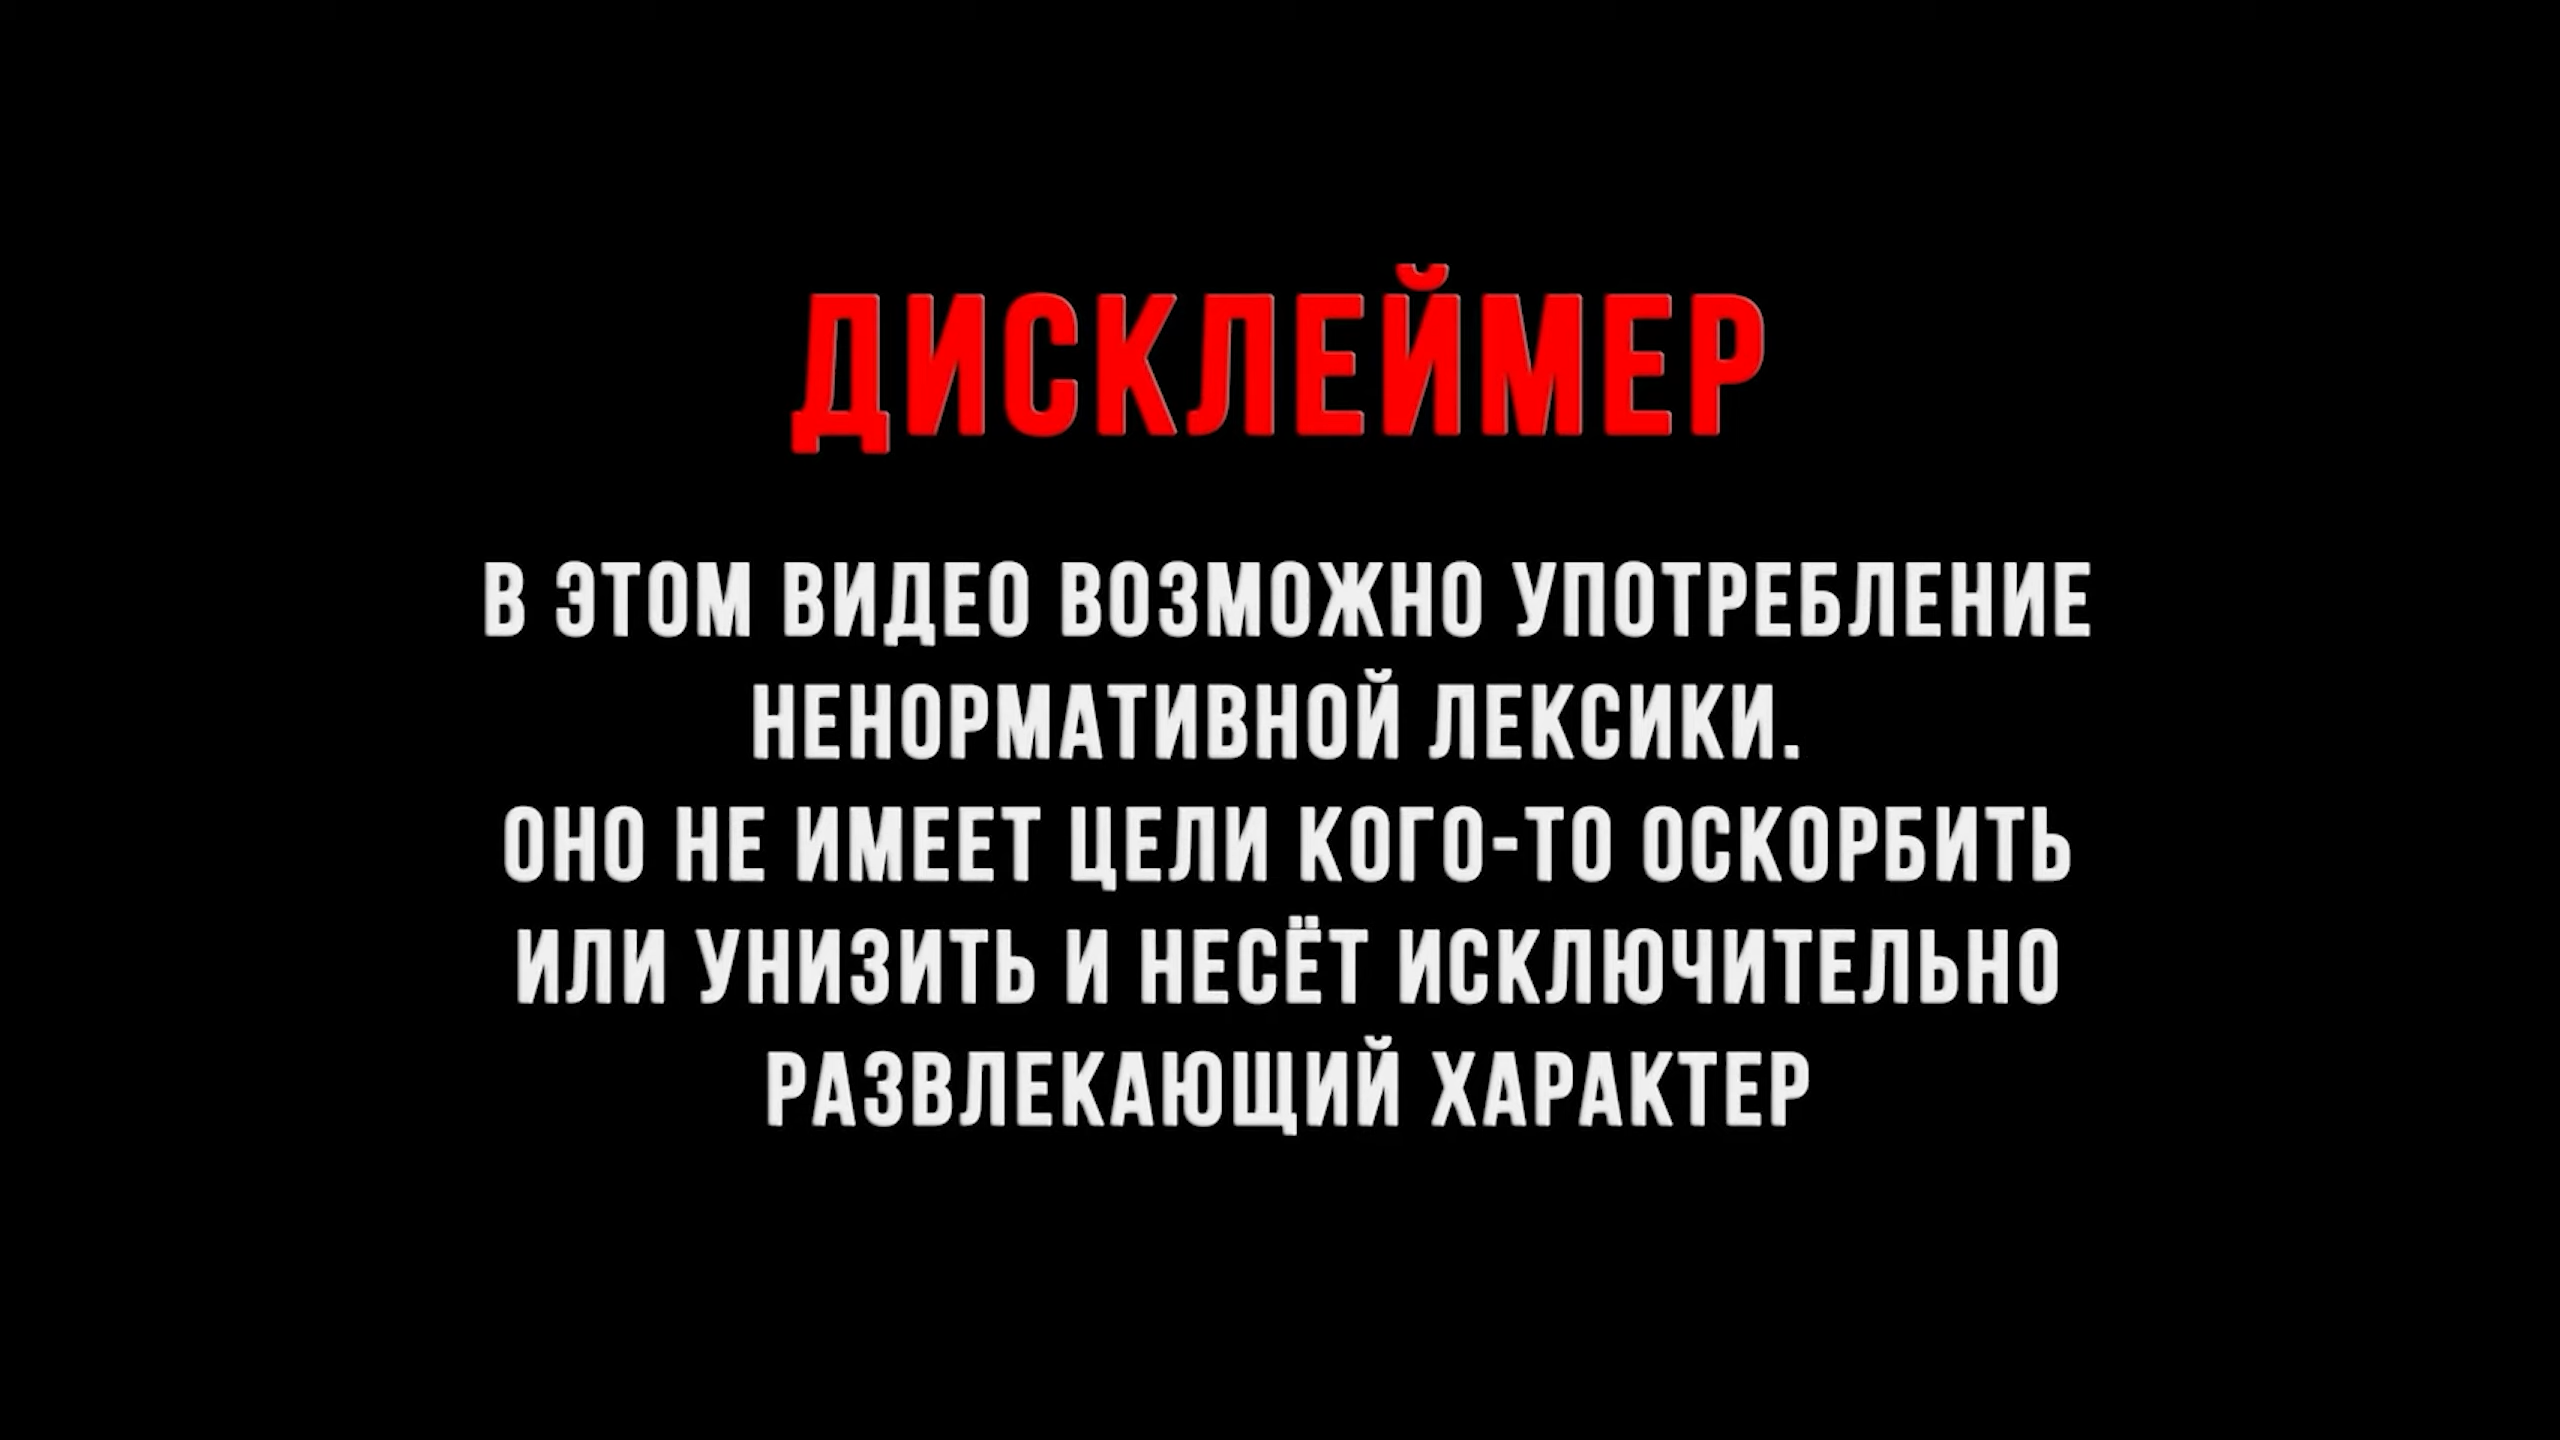 ДИСКЛЕЙМЕР
В ЭТОМ ВИДЕО ВОЗМОЖНО УПОТРЕБЛЕНИЕ
НЕНОРМАТИВНОЙ ЛЕКСИКИ.
ОНО НЕ ИМЕЕТ ЦЕЛИ КОГО-ТО ОСКОРБИТЬ
ИЛИ УНИЗИТЬ И НЕСЁТ ИСКЛЮЧИТЕЛЬНО
РАЗВЛЕКАЮЩИЙ ХАРАКТЕР